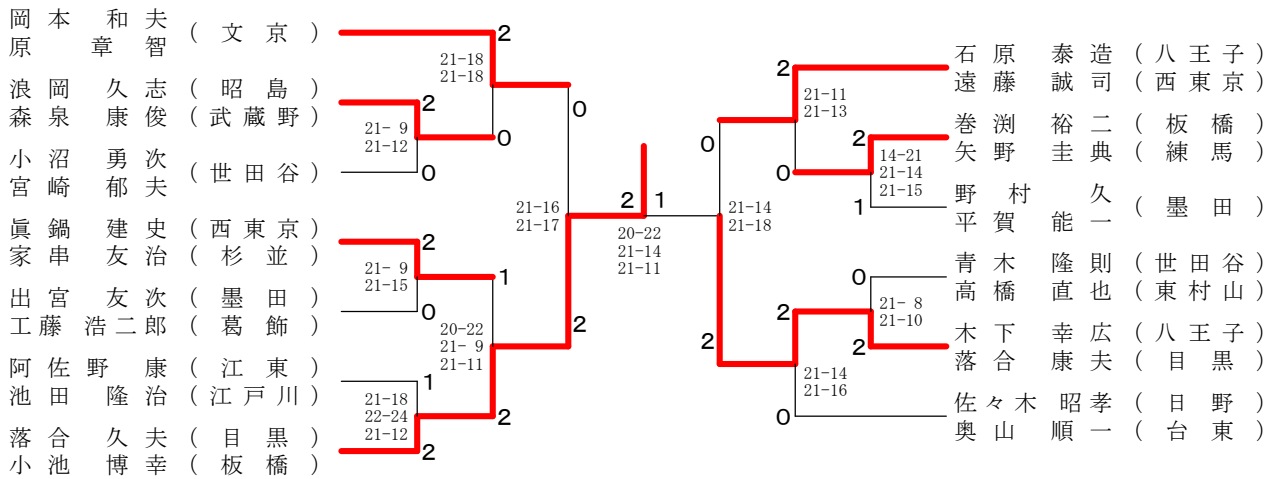 岡本 和夫
原 章智 (文京)
2
21-18
21-18
浪岡 久志 (昭島)
森泉 康俊 (武蔵野)
2
21- 9
21-12
0
小沼 勇次
宮崎 郁夫 (世田谷)
0
0
眞鍋 建史 (西東京)
家串 友治 (杉並)
2
21- 9
21-15
1
出宮 友次 (墨田)
工藤 浩二郎 (葛飾)
0
20-22
21- 9
21-11
阿佐野 康 (江東)
池田 隆治 (江戸川)
1
21-18
22-24
21-12
2
落合 久夫 (目黒)
小池 博幸 (板橋)
2
21-16
21-17
2
2 1
20-22
21-14
21-11
石原 泰造 (八王子)
遠藤 誠司 (西東京)
2
21-11
21-13
0
巻渕 裕二 (板橋)
矢野 圭典 (練馬)
2
14-21
21-14
21-15
0
野村 久
平賀 能一 (墨田)
1
21-14
21-18
青木 隆則 (世田谷)
高橋 直也 (東村山)
0
21- 8
21-10
2
木下 幸広 (八王子)
落合 康夫 (目黒)
2
2
21-14
21-16
佐々木 昭孝 (日野)
奥山 順一 (台東)
0